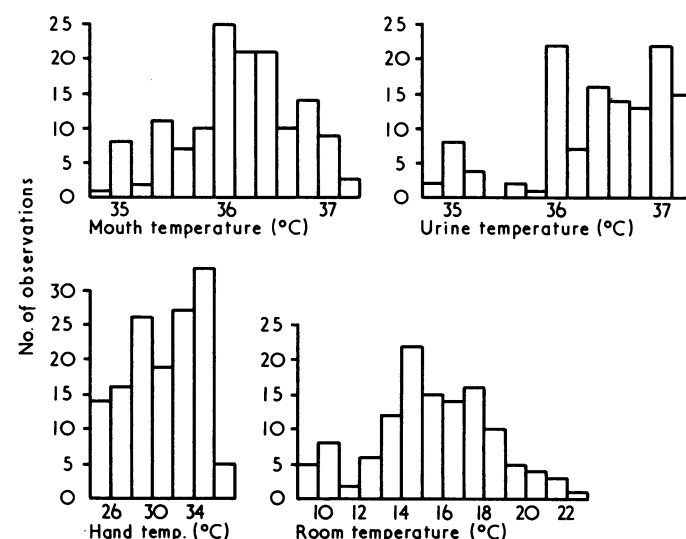 25
20
15
10
5
0
35 36 37
Mouth temperature (°C)
25
20
15
10
5
0
35 36 37
Urine temperature (°C)
No. of observations
30
25
20
15
10
5
0
26 30 34
Hand temp. (°C)
25
20
15
10
5
0
10 12 14 16 18 20 22
Room temperature (°C)